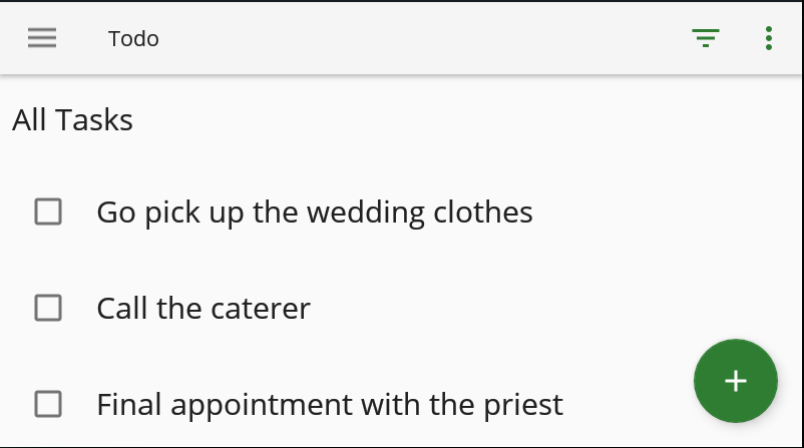 Todo
All Tasks
Go pick up the wedding clothes
Call the caterer
Final appointment with the priest